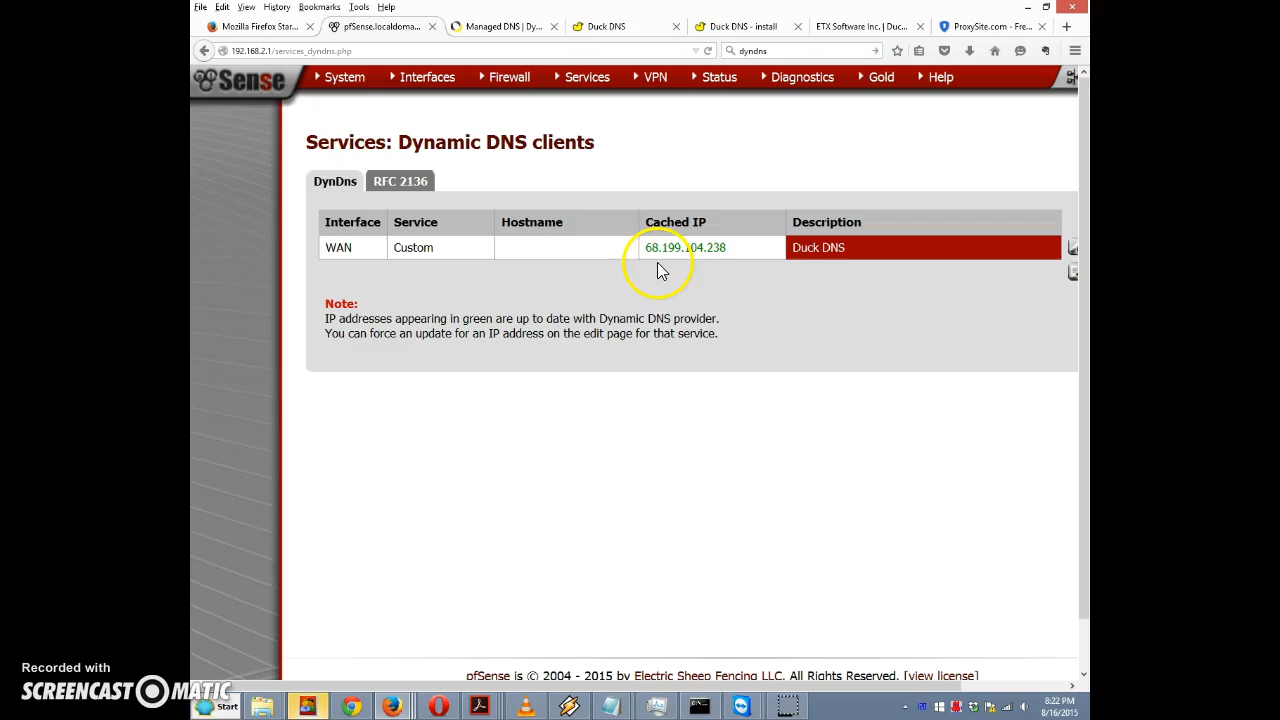 File Edit View History Bookmarks Tools Help
Mozilla Firefox Star... pfSense.localdoma... Managed DNS | Dy... Duck DNS Duck DNS - install ETX Software Inc. | Duc... ProxySite.com - Fre...
192.168.2.1/services_dyndns.php dyndns
Sense System Interfaces Firewall Services VPN Status Diagnostics Gold Help
Services: Dynamic DNS clients
DynDns RFC 2136
Interface Service Hostname Cached IP Description
WAN Custom 68.199.104.238 Duck DNS
Note:
IP addresses appearing in green are up to date with Dynamic DNS provider.
You can force an update for an IP address on the edit page for that service.
pfSense is © 2004 - 2015 by Electric Sheep Fencing LLC. All Rights Reserved. [view license]
Recorded with
SCREENCAST MATIC
Start
8:22 PM
8/16/2015